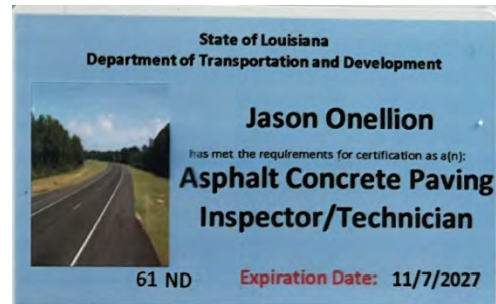 State of Louisiana
Department of Transportation and Development
Jason Onellion
has met the requirements for certification as a(n):
Asphalt Concrete Paving
Inspector/Technician
61 ND Expiration Date: 11/7/2027